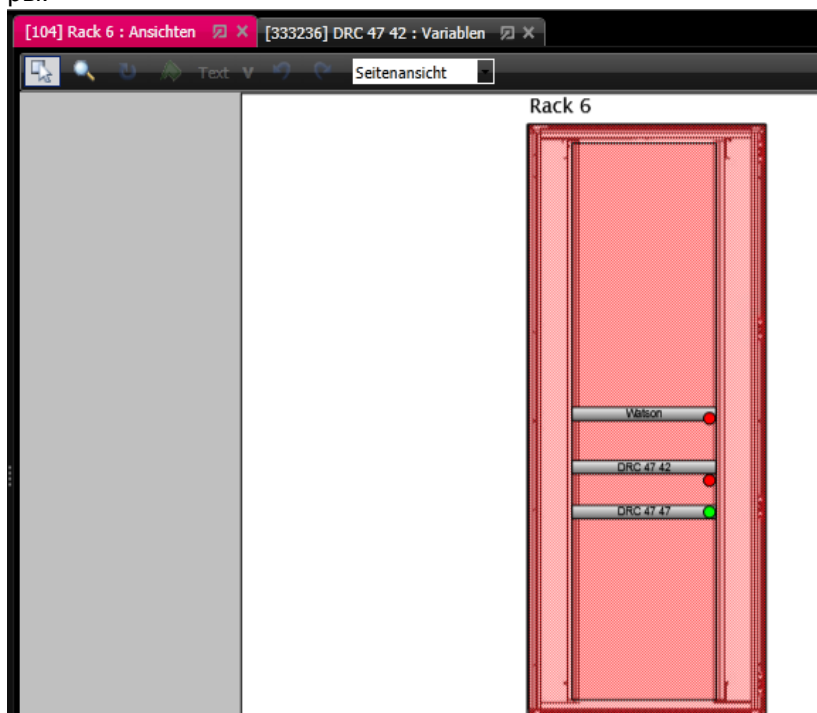 [104] Rack 6 : Ansichten
[333236] DRC 47 42 : Variablen
Text
Seitenansicht
Rack 6
Watson
DRC 47 42
DRC 47 47